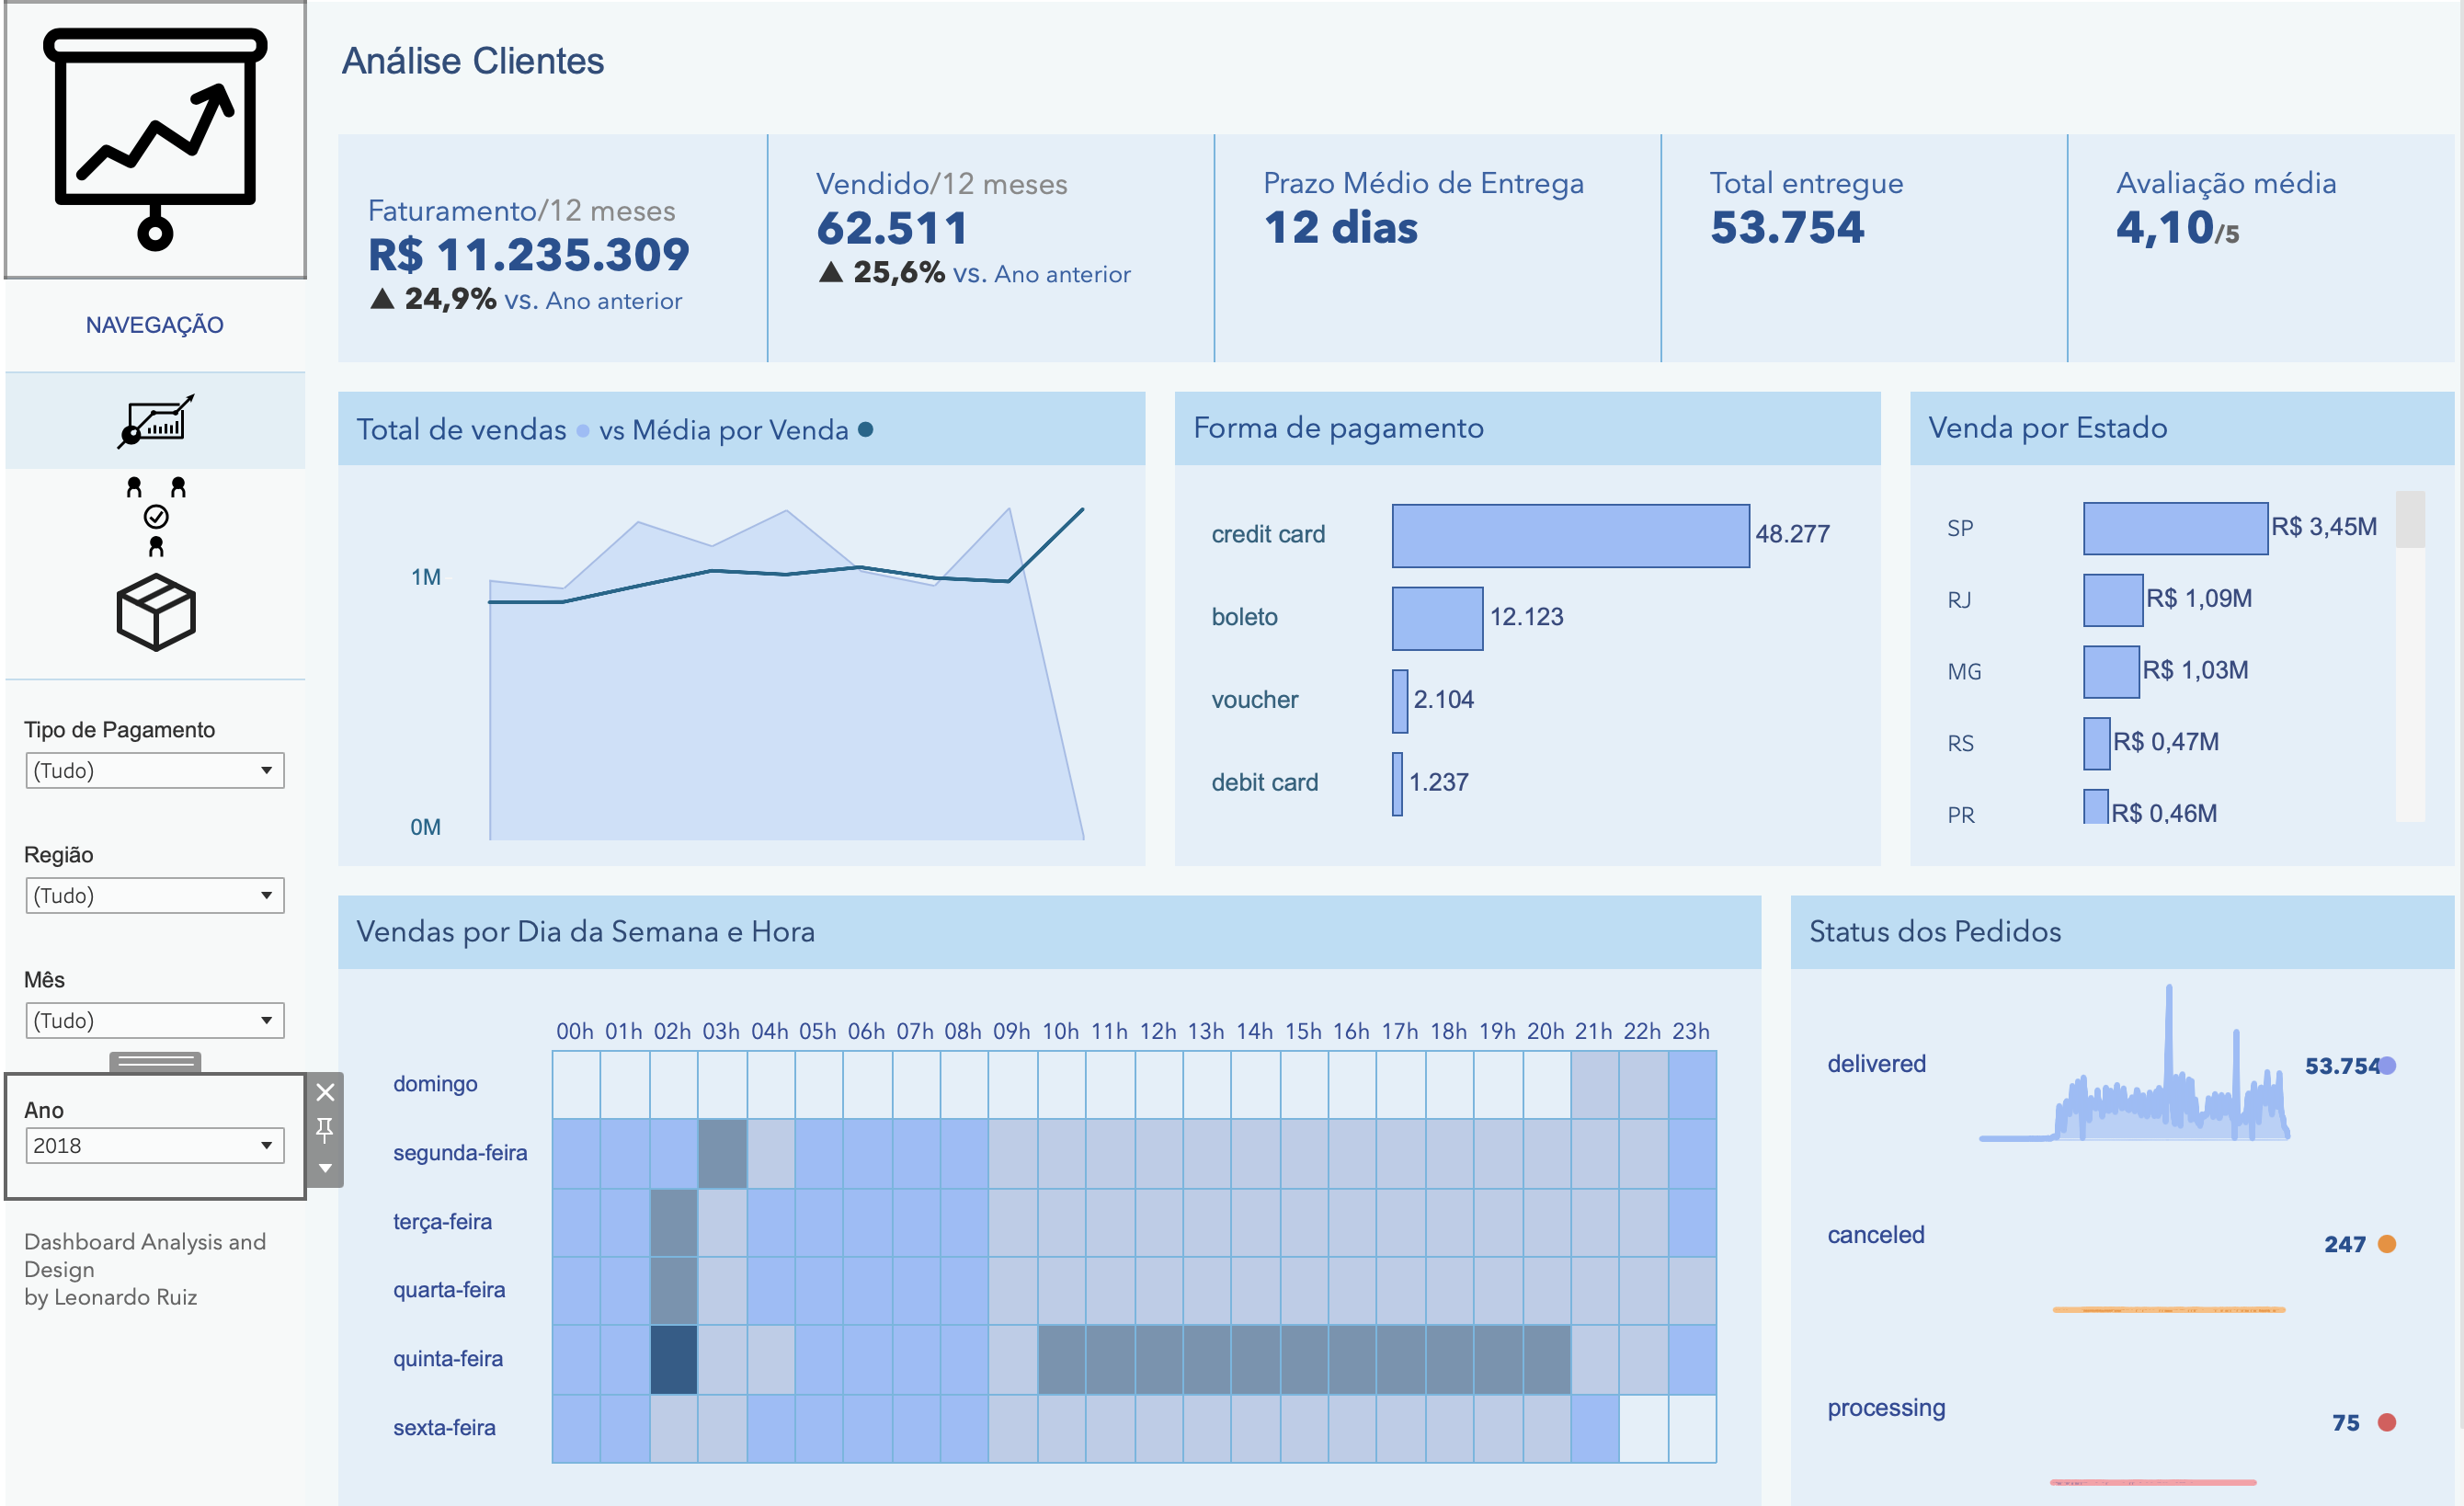 Análise Clientes
Faturamento/12 meses
R$ 11.235.309
▲ 24,9% vs. Ano anterior
Vendido/12 meses
62.511
▲ 25,6% vs. Ano anterior
Prazo Médio de Entrega
12 dias
Total entregue
53.754
Avaliação média
4,10/5
NAVEGAÇÃO
Tipo de Pagamento
(Tudo)
Região
(Tudo)
Mês
(Tudo)
Ano
2018
Dashboard Analysis and
Design
by Leonardo Ruiz
Total de vendas vs Média por Venda
1M
0M
Forma de pagamento
credit card 48.277
boleto 12.123
voucher 2.104
debit card 1.237
Venda por Estado
SP R$ 3,45M
RJ R$ 1,09M
MG R$ 1,03M
RS R$ 0,47M
PR R$ 0,46M
Vendas por Dia da Semana e Hora
00h 01h 02h 03h 04h 05h 06h 07h 08h 09h 10h 11h 12h 13h 14h 15h 16h 17h 18h 19h 20h 21h 22h 23h
domingo
segunda-feira
terça-feira
quarta-feira
quinta-feira
sexta-feira
Status dos Pedidos
delivered 53.754
canceled 247
processing 75